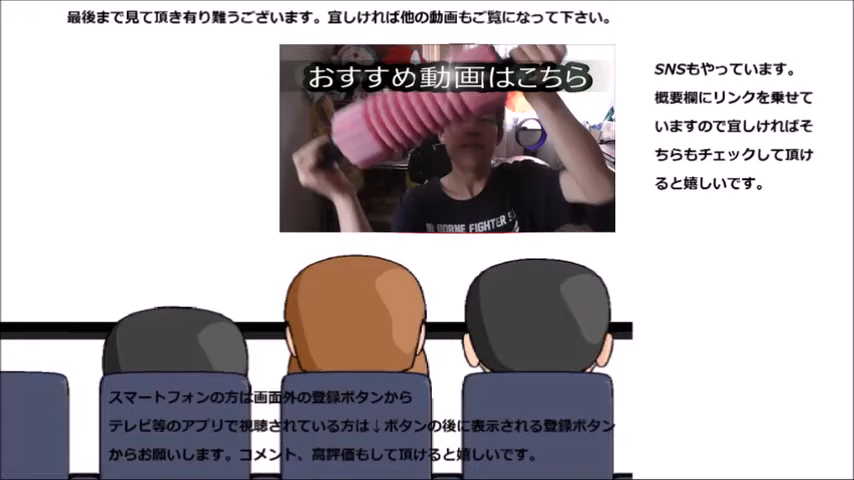 最後まで見て頂き有り難うございます。宜しければ他の動画もご覧になって下さい。
おすすめ動画はこちら
SNSもやっています。
概要欄にリンクを乗せて
いますので宜しければそ
ちらもチェックして頂け
ると嬉しいです。
BORNE FIGHTER
スマートフォンの方は画面外の登録ボタンから
テレビ等のアプリで視聴されている方は↓ボタンの後に表示される登録ボタン
からお願いします。コメント、高評価もして頂けると嬉しいです。